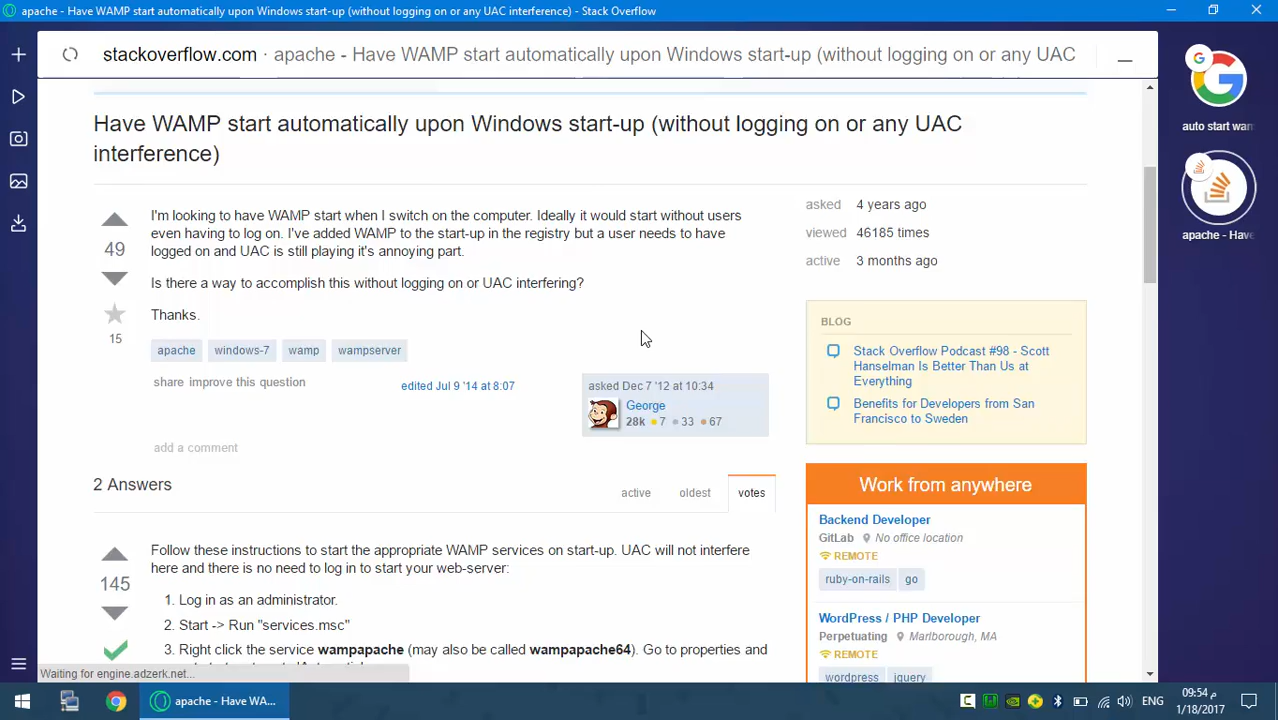 apache - Have WAMP start automatically upon Windows start-up (without logging on or any UAC interference) - Stack Overflow
stackoverflow.com · apache - Have WAMP start automatically upon Windows start-up (without logging on or any UAC
auto start wam
apache - Have
Have WAMP start automatically upon Windows start-up (without logging on or any UAC
interference)
49
15
I'm looking to have WAMP start when I switch on the computer. Ideally it would start without users
even having to log on. I've added WAMP to the start-up in the registry but a user needs to have
logged on and UAC is still playing it's annoying part.
Is there a way to accomplish this without logging on or UAC interfering?
Thanks.
apache windows-7 wamp wampserver
share improve this question
edited Jul 9 '14 at 8:07
asked Dec 7 '12 at 10:34
George
28k 7 33 67
add a comment
asked 4 years ago
viewed 46185 times
active 3 months ago
BLOG
Stack Overflow Podcast #98 - Scott
Hanselman Is Better Than Us at
Everything
Benefits for Developers from San
Francisco to Sweden
2 Answers
active oldest votes
145
Follow these instructions to start the appropriate WAMP services on start-up. UAC will not interfere
here and there is no need to log in to start your web-server:
1. Log in as an administrator.
2. Start -> Run "services.msc"
3. Right click the service wampapache (may also be called wampapache64). Go to properties and
Work from anywhere
Backend Developer
GitLab No office location
REMOTE
ruby-on-rails go
WordPress / PHP Developer
Perpetuating Marlborough, MA
REMOTE
wordpress jquery
Waiting for engine.adzerk.net...
apache - Have WA...
ENG
09:54 م
1/18/2017